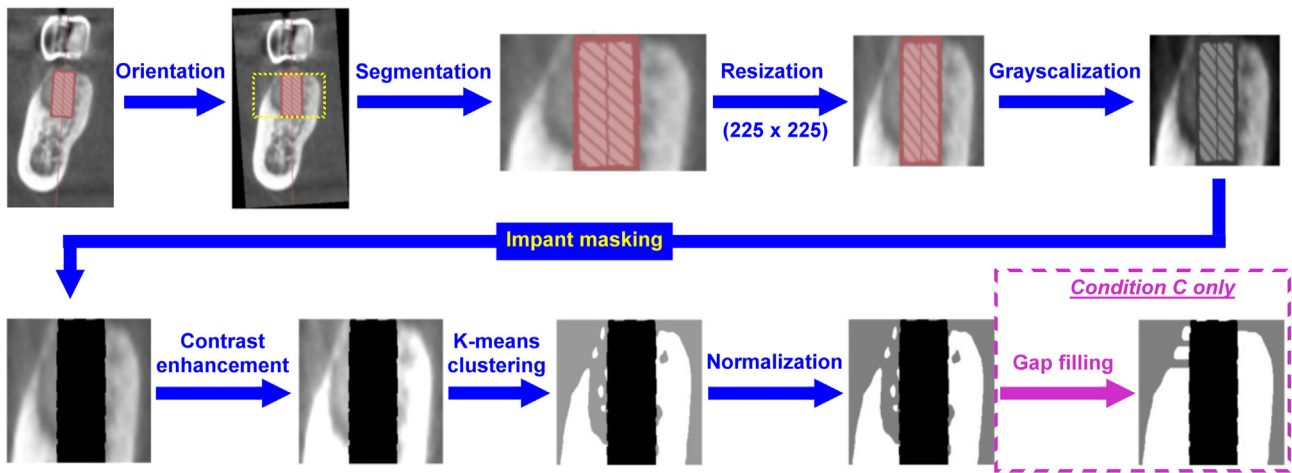 Orientation
Segmentation
Resization
(225 x 225)
Grayscalization
Impant masking
Condition C only
Contrast
enhancement
K-means
clustering
Normalization
Gap filling